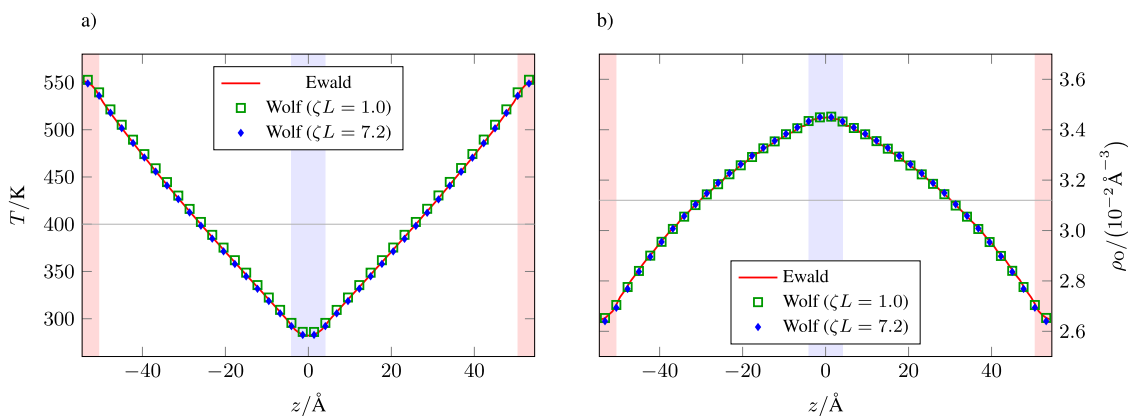 a)
Ewald
Wolf (ζL = 1.0)
Wolf (ζL = 7.2)
550
500
450
400
350
300
T/K
−40
−20
0
20
40
z/Å
b)
Ewald
Wolf (ζL = 1.0)
Wolf (ζL = 7.2)
3.6
3.4
3.2
3.0
2.8
2.6
ρO/(10⁻²Å⁻³)
−40
−20
0
20
40
z/Å